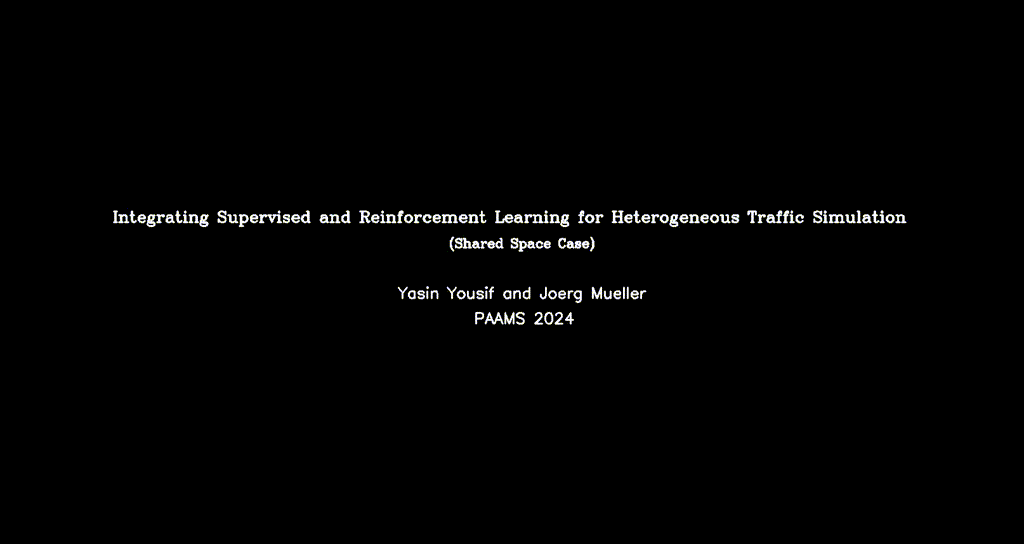 Integrating Supervised and Reinforcement Learning for Heterogeneous Traffic Simulation
(Shared Space Case)
Yasin Yousif and Joerg Mueller
PAAMS 2024